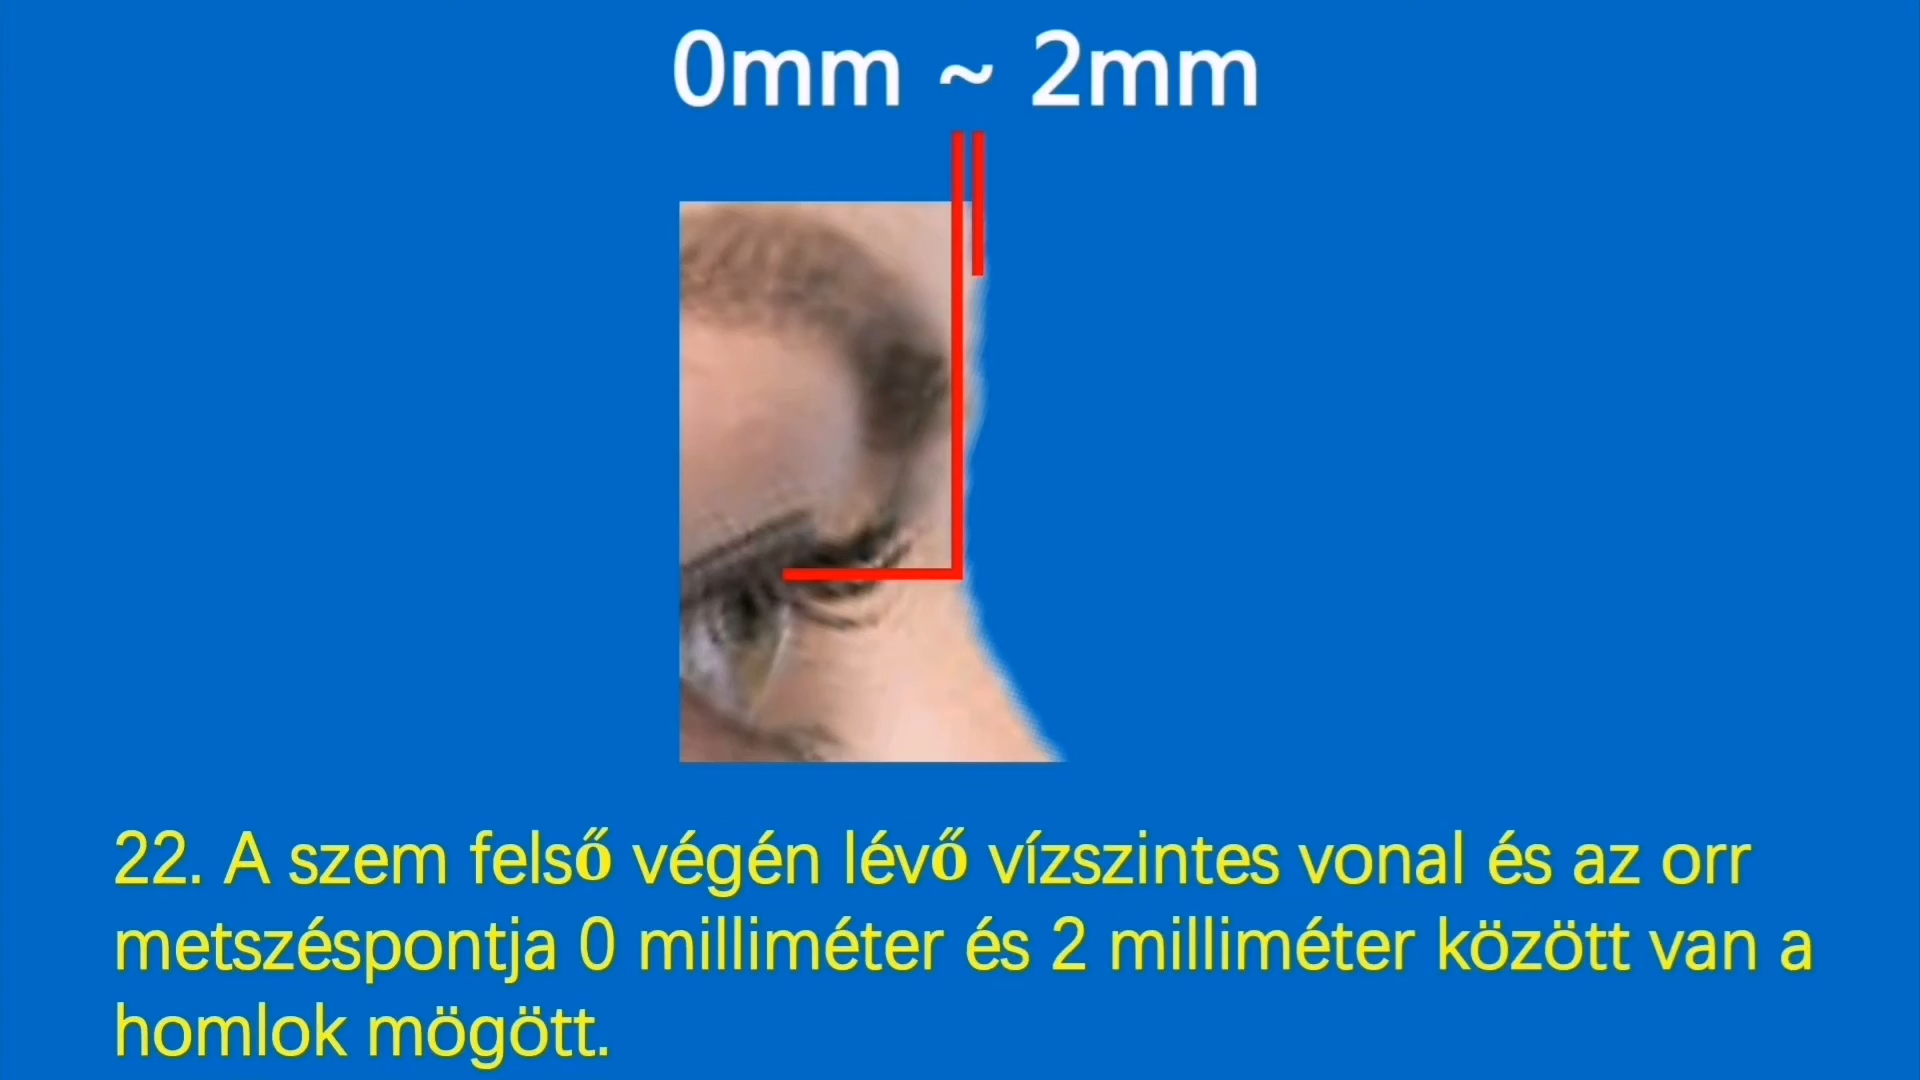 0mm ~ 2mm
22. A szem felső végén lévő vízszintes vonal és az orr
metszéspontja 0 milliméter és 2 milliméter között van a
homlok mögött.